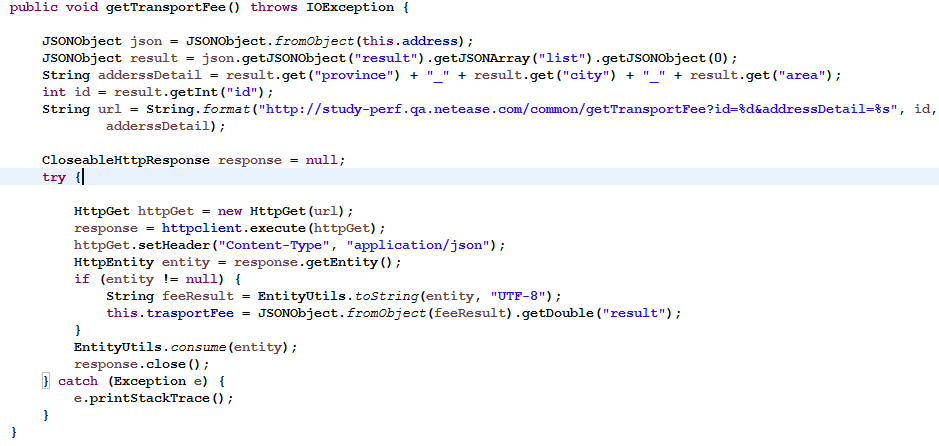 public void getTransportFee() throws IOException {
JSONObject json = JSONObject.fromObject(this.address);
JSONObject result = json.getJSONObject("result").getJSONArray("list").getJSONObject(0);
String adderssDetail = result.get("province") + "_" + result.get("city") + "_" + result.get("area");
int id = result.getInt("id");
String url = String.format("http://study-perf.qa.netease.com/common/getTransportFee?id=%d&addressDetail=%s", id,
adderssDetail);
CloseableHttpResponse response = null;
try {
HttpGet httpGet = new HttpGet(url);
response = httpclient.execute(httpGet);
httpGet.setHeader("Content-Type", "application/json");
HttpEntity entity = response.getEntity();
if (entity != null) {
String feeResult = EntityUtils.toString(entity, "UTF-8");
this.trasportFee = JSONObject.fromObject(feeResult).getDouble("result");
}
EntityUtils.consume(entity);
response.close();
} catch (Exception e) {
e.printStackTrace();
}
}